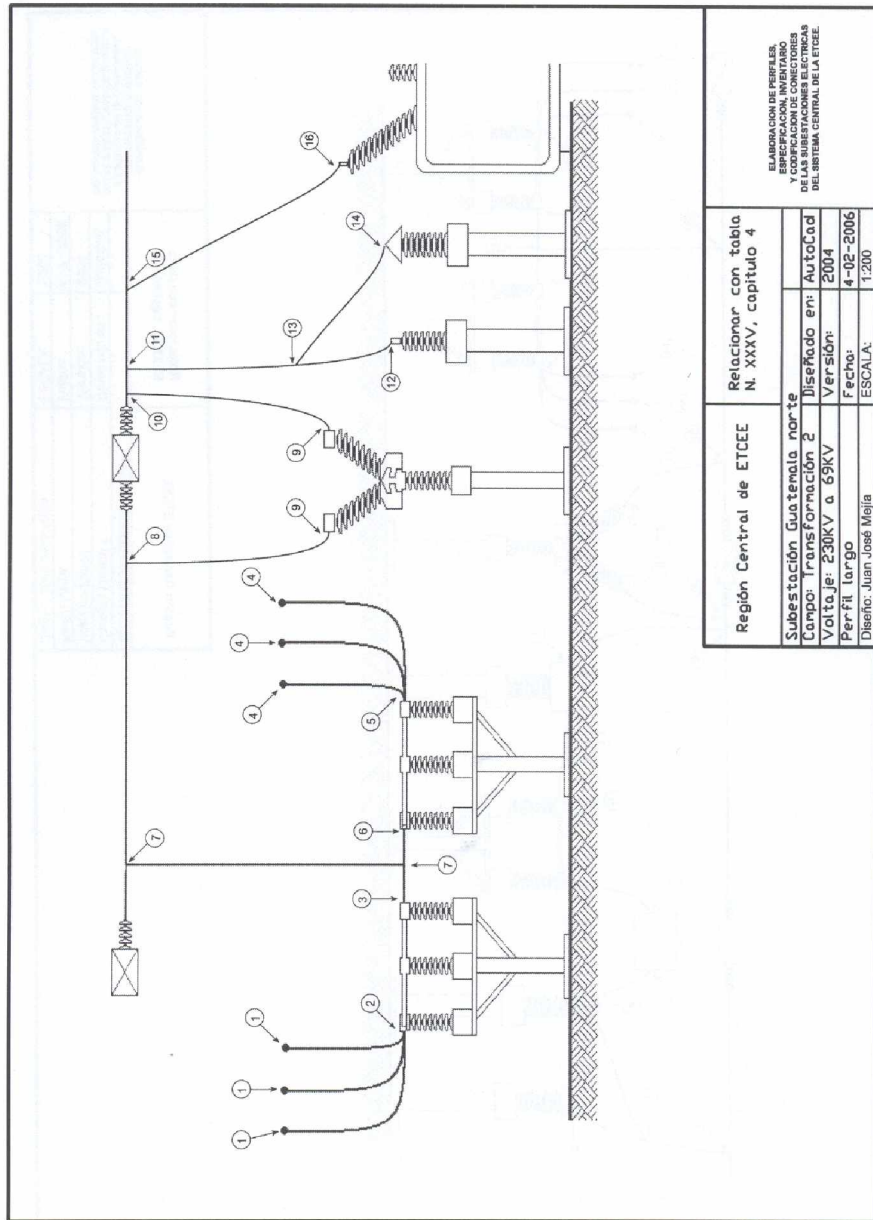 16
15
14
13
11
12
10
9
9
8
4
4
4
5
6
7
7
3
2
1
1
1
Región Central de ETCEE
Relacionar con tabla
N. XXXV, capitulo 4
ELABORACION DE PERFILES,
ESPECIFICACION, INVENTARIO
Y CODIFICACION DE CONECTORES
DE LAS SUBESTACIONES ELECTRICAS
DEL SISTEMA CENTRAL DE LA ETCEE.
Subestación Guatemala norte
Campo: Transformación 2
Diseñado en: AutoCad
Voltaje: 230KV a 69KV
Versión: 2004
Perfil largo
Fecha: 4-02-2006
Diseño: Juan José Mejía
ESCALA: 1:200